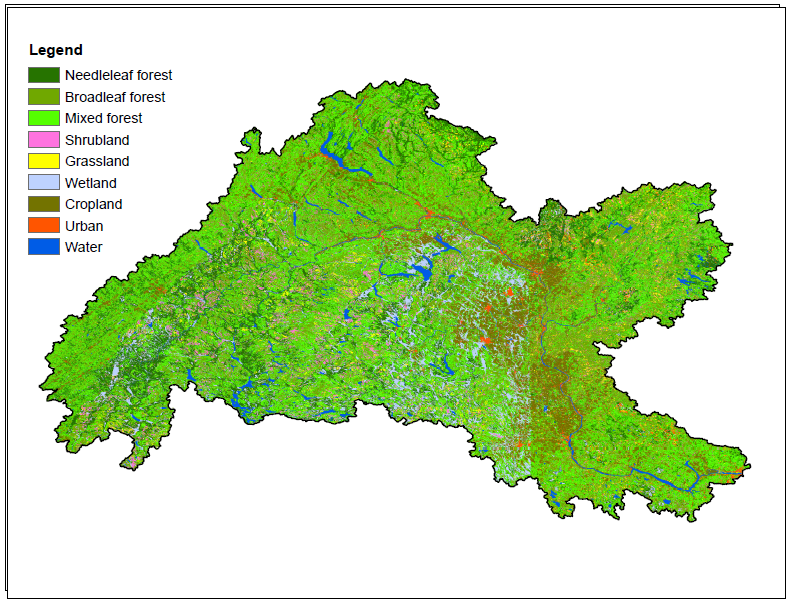 Legend
Needleleaf forest
Broadleaf forest
Mixed forest
Shrubland
Grassland
Wetland
Cropland
Urban
Water